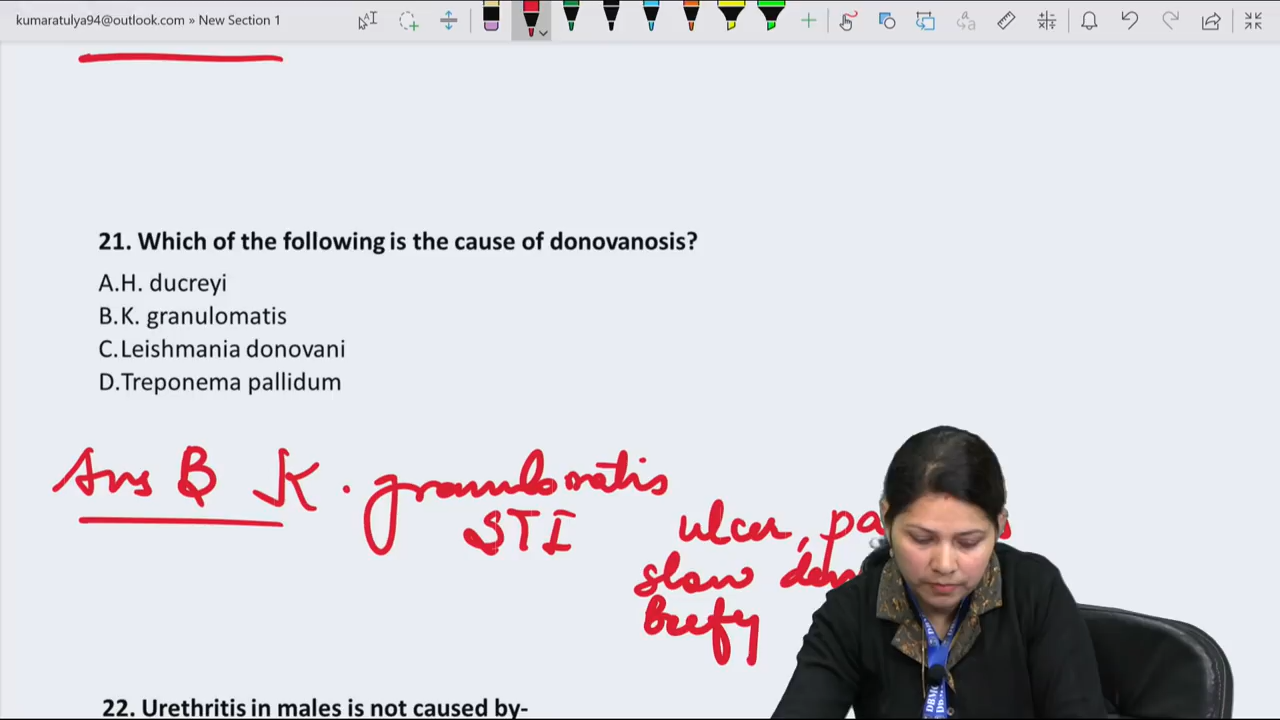 kumaratulya94@outlook.com » New Section 1
21. Which of the following is the cause of donovanosis?
A.H. ducreyi
B.K. granulomatis
C.Leishmania donovani
D.Treponema pallidum
Ans B K. granulomatis
STI ulcer,
slow
Beefy
22. Urethritis in males is not caused by-